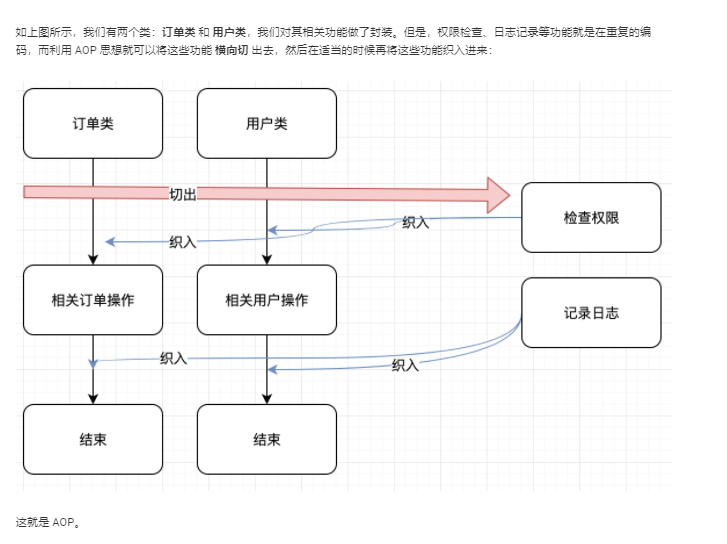 如上图所示，我们有两个类：订单类 和 用户类，我们对其相关功能做了封装。但是，权限检查、日志记录等功能就是在重复的编
码，而利用 AOP 思想就可以将这些功能 横向切 出去，然后在适当的时候再将这些功能织入进来：
订单类
用户类
切出
检查权限
织入
织入
相关订单操作
相关用户操作
记录日志
织入
织入
结束
结束
这就是 AOP。